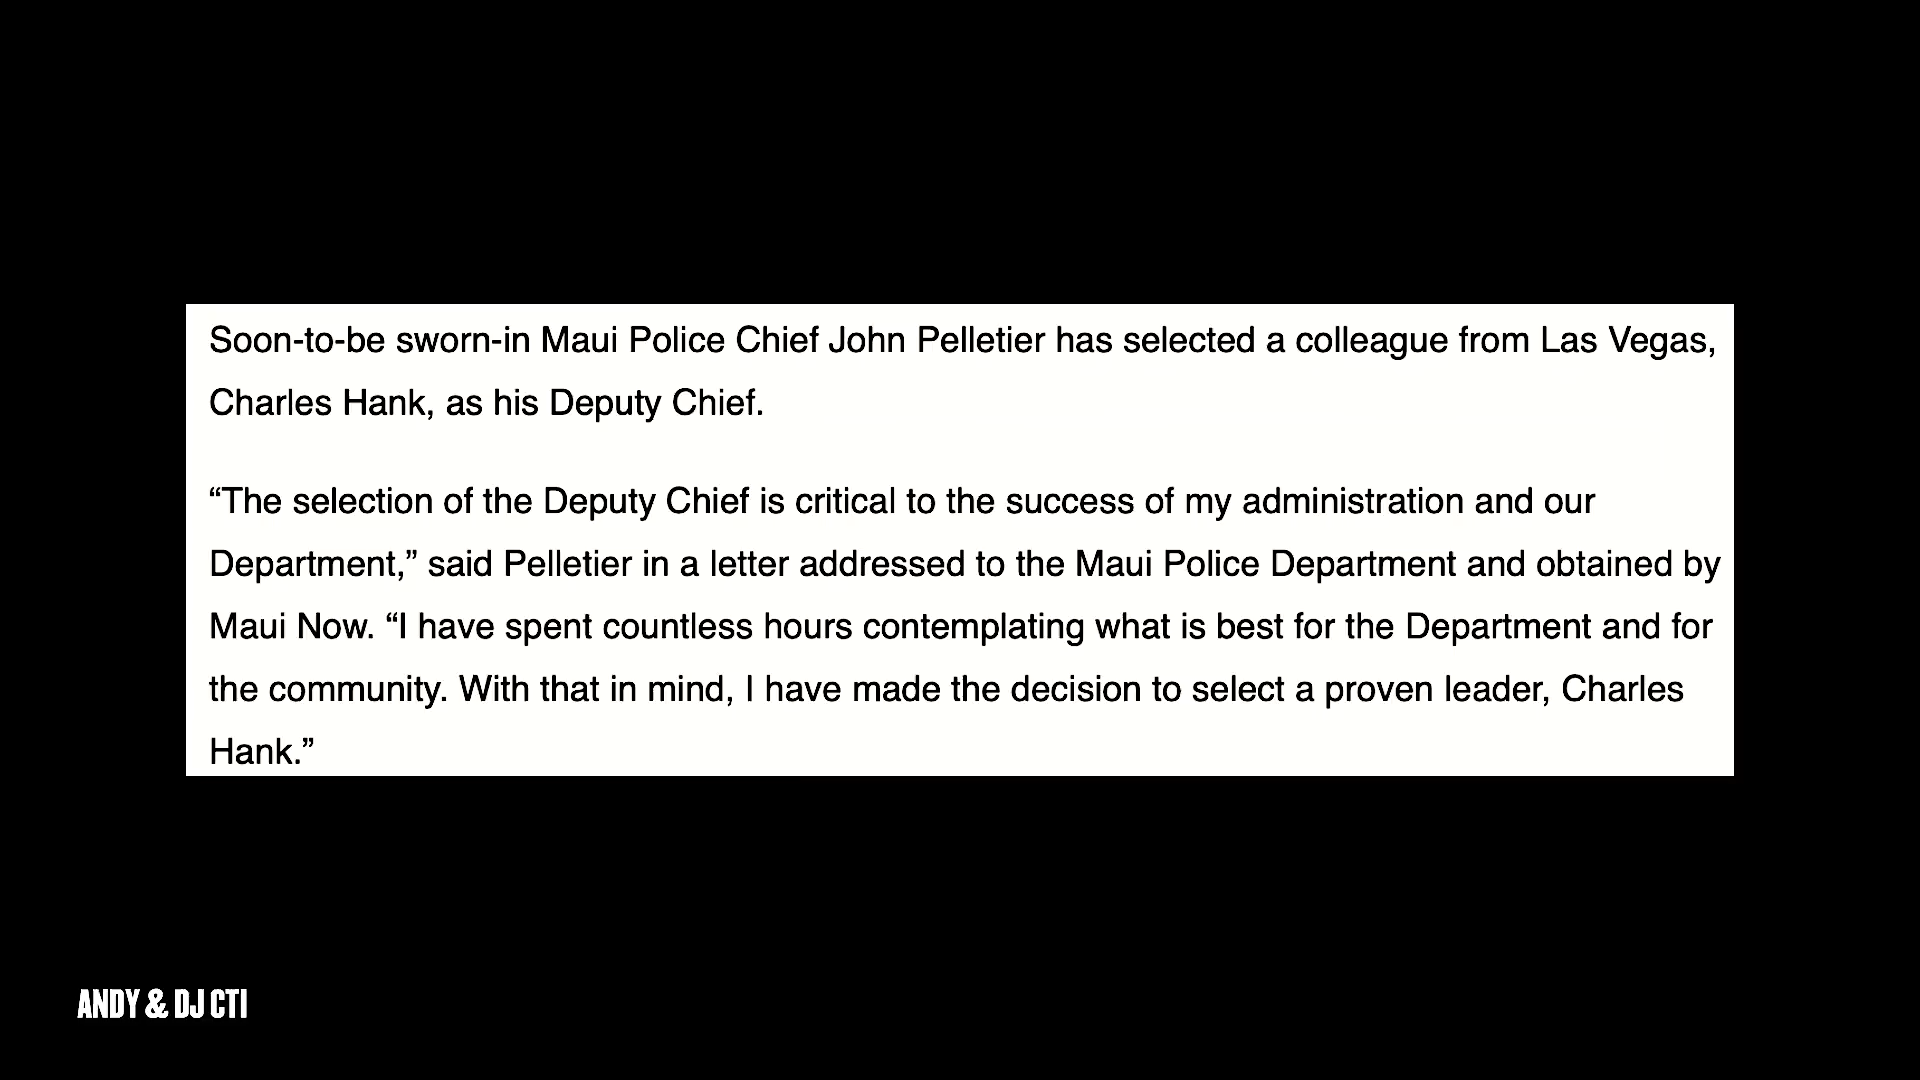 Soon-to-be sworn-in Maui Police Chief John Pelletier has selected a colleague from Las Vegas,
Charles Hank, as his Deputy Chief.
“The selection of the Deputy Chief is critical to the success of my administration and our
Department,” said Pelletier in a letter addressed to the Maui Police Department and obtained by
Maui Now. “I have spent countless hours contemplating what is best for the Department and for
the community. With that in mind, I have made the decision to select a proven leader, Charles
Hank.”
ANDY & DJ CTI